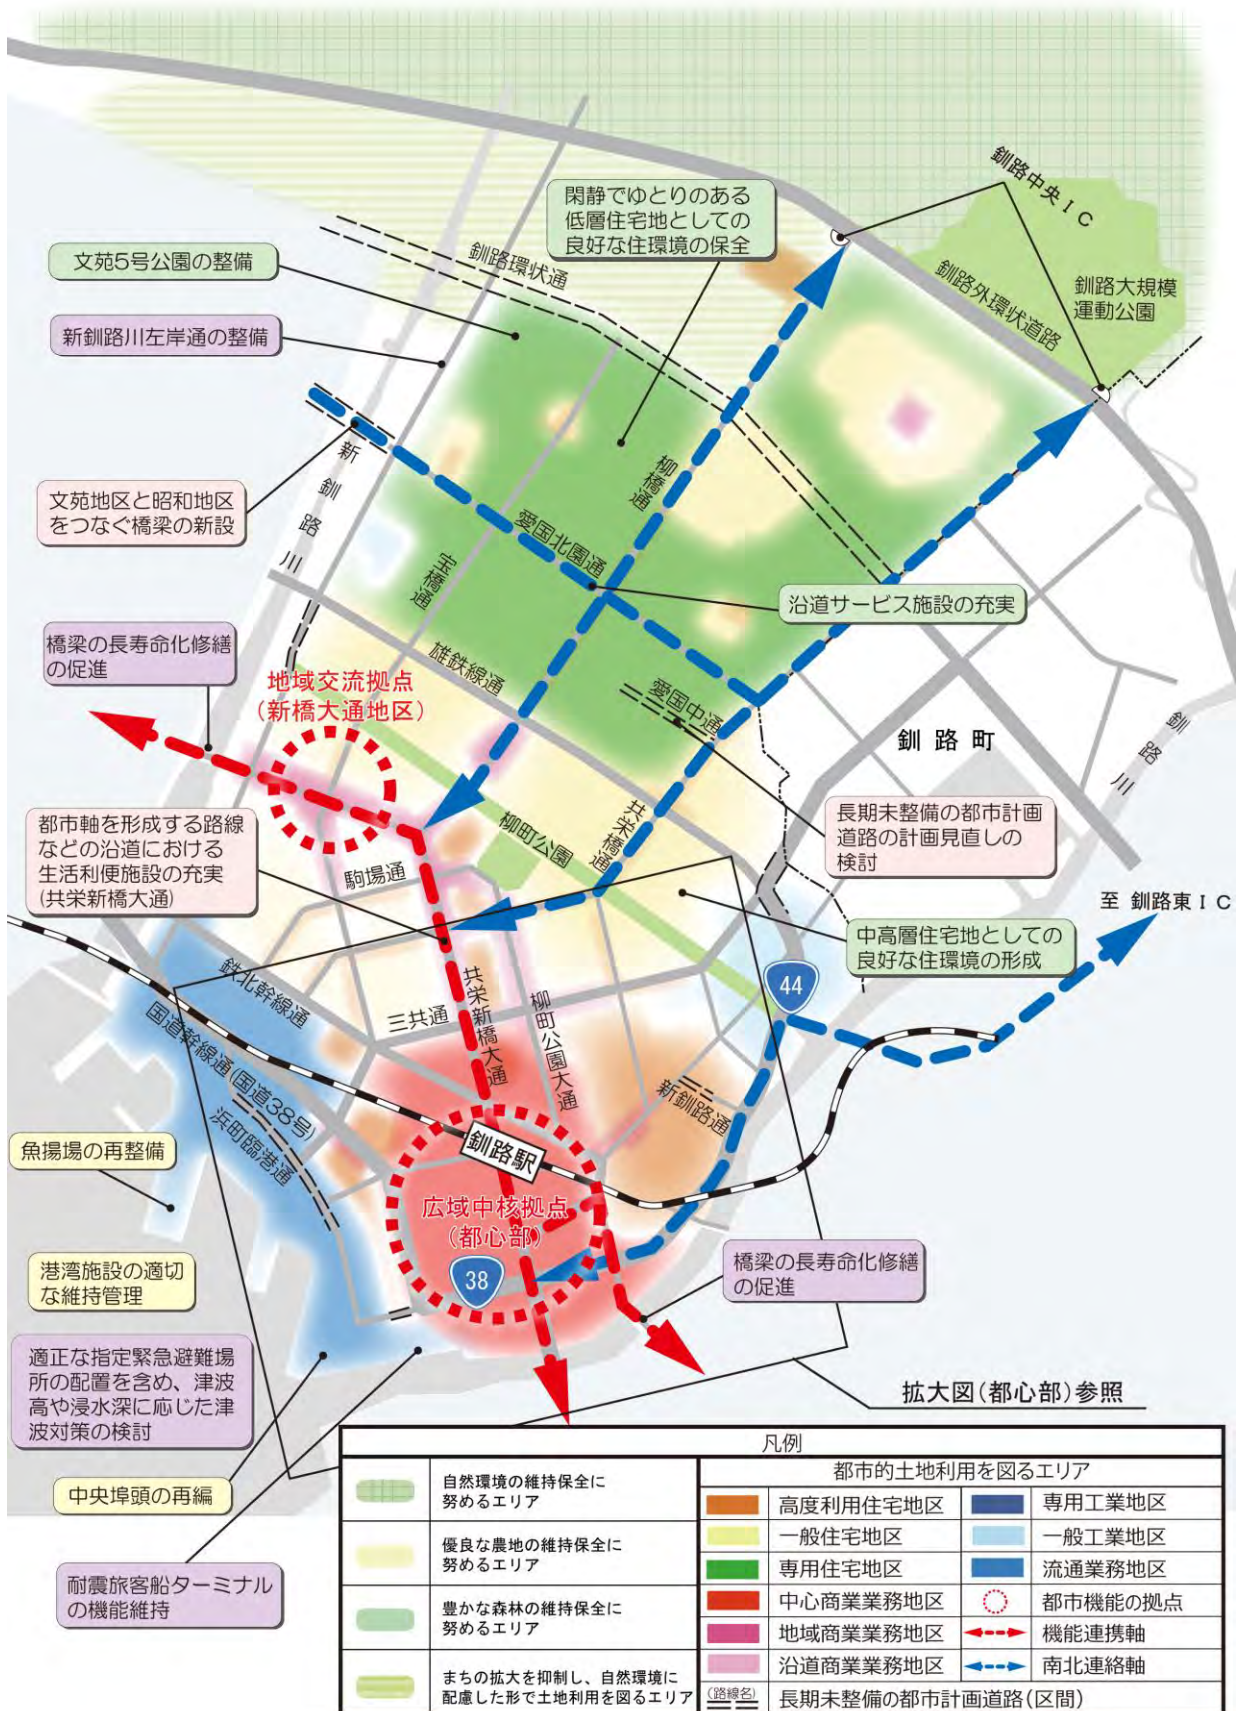 釧路中央IC
閑静でゆとりのある
低層住宅地としての
良好な住環境の保全
釧路環状通
文苑5号公園の整備
釧路外環状道路
釧路大規模
運動公園
新釧路川左岸通の整備
新釧路川
柳橋通
文苑地区と昭和地区
をつなぐ橋梁の新設
愛国北園通
宝橋通
沿道サービス施設の充実
橋梁の長寿命化修繕
の促進
地域交流拠点
(新橋大通地区)
雄鉄線通
愛国中通
釧路町
釧路川
都市軸を形成する路線
などの沿道における
生活利便施設の充実
(共栄新橋大通)
長期未整備の都市計画
道路の計画見直しの
検討
柳町公園
共栄橋通
駒場通
至 釧路東IC
中高層住宅地としての
良好な住環境の形成
44
鉄北幹線通
三共通
共栄新橋大通
柳町公園大通
国道幹線通(国道38号)
新釧路通
浜町臨港通
釧路駅
魚揚場の再整備
広域中核拠点
(都心部)
38
橋梁の長寿命化修繕
の促進
港湾施設の適切
な維持管理
適正な指定緊急避難場
所の配置を含め、津波
高や浸水深に応じた津
波対策の検討
拡大図(都心部)参照
中央埠頭の再編
耐震旅客船ターミナル
の機能維持
凡例
自然環境の維持保全に
努めるエリア
優良な農地の維持保全に
努めるエリア
豊かな森林の維持保全に
努めるエリア
まちの拡大を抑制し、自然環境に
配慮した形で土地利用を図るエリア
都市的土地利用を図るエリア
高度利用住宅地区
専用工業地区
一般住宅地区
一般工業地区
専用住宅地区
流通業務地区
中心商業業務地区
都市機能の拠点
地域商業業務地区
機能連携軸
沿道商業業務地区
南北連絡軸
(路線名)
長期未整備の都市計画道路(区間)